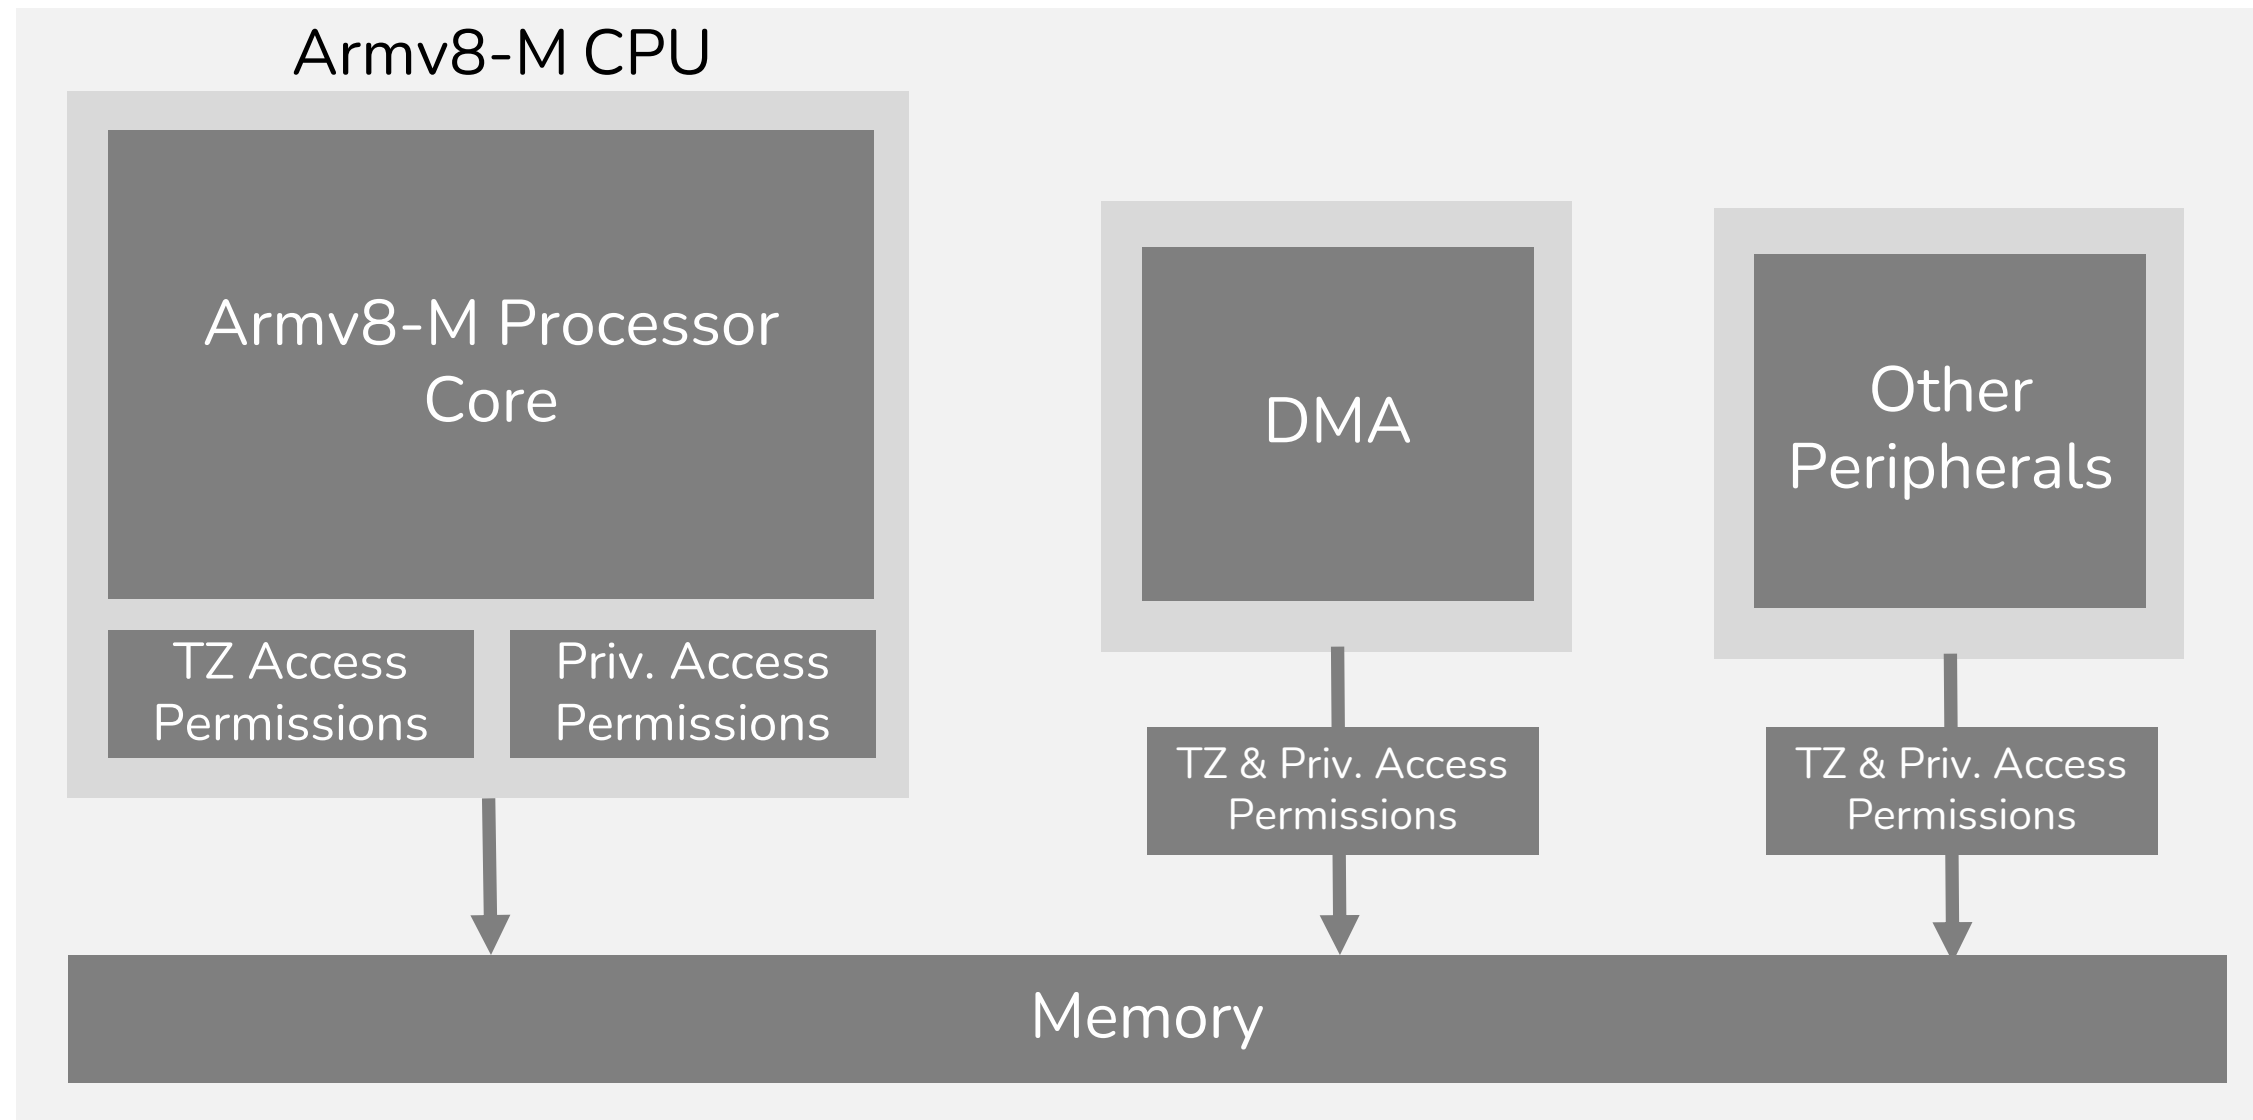 Armv8-M CPU
Armv8-M Processor
Core
TZ Access
Permissions
Priv. Access
Permissions
DMA
TZ & Priv. Access
Permissions
Other
Peripherals
TZ & Priv. Access
Permissions
Memory